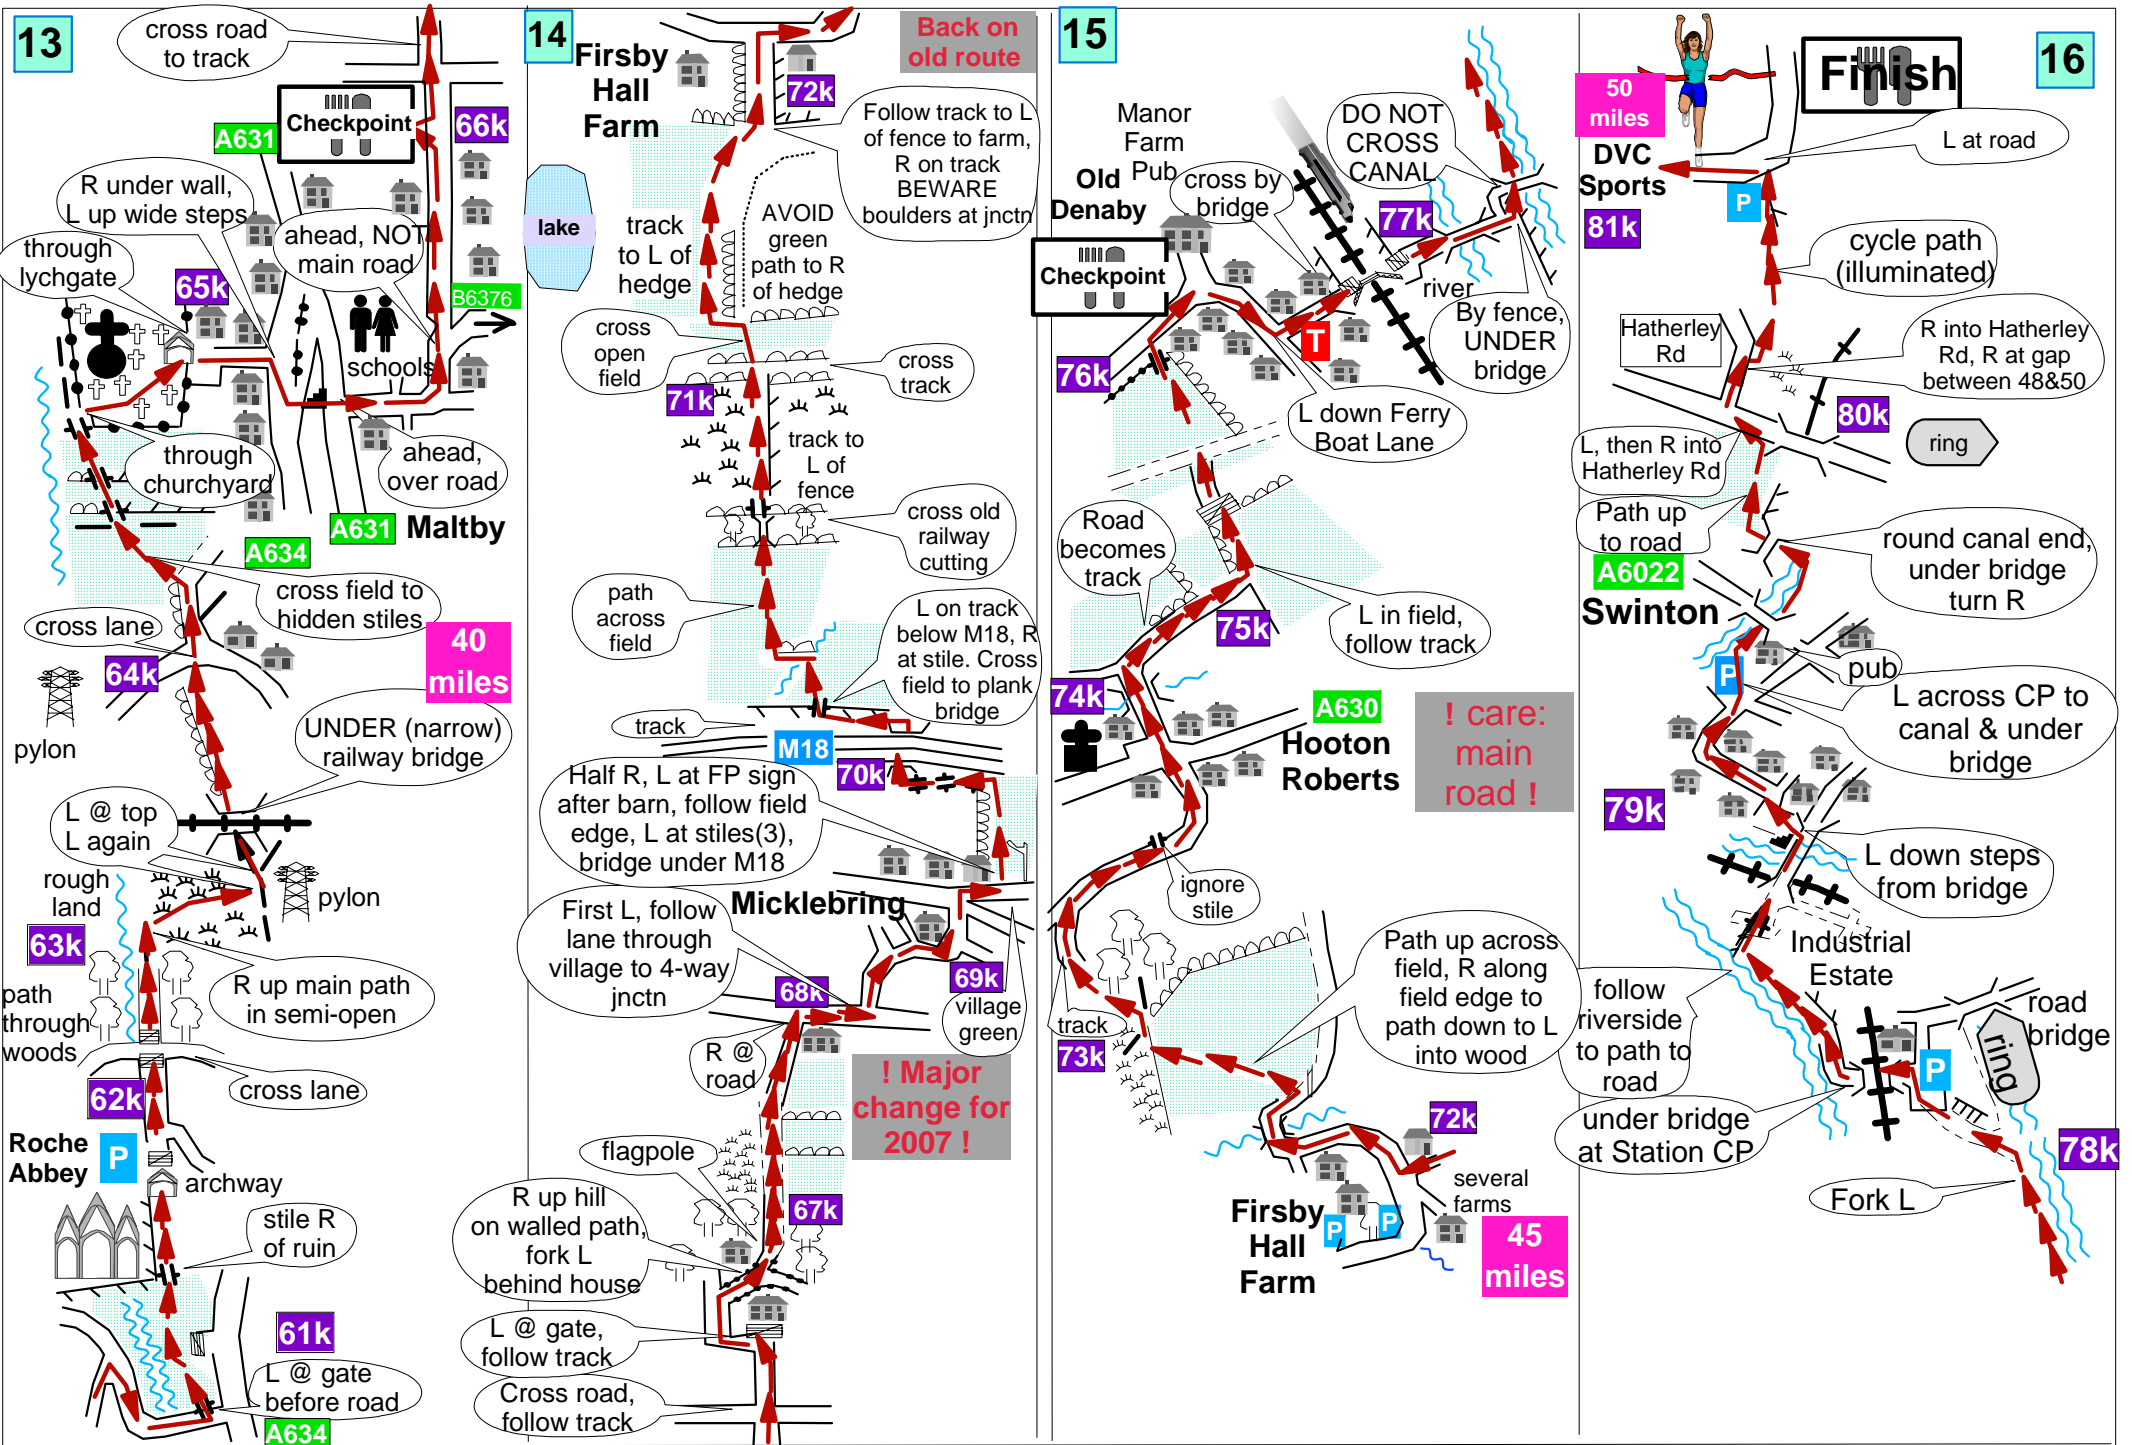 13
cross road
to track
Checkpoint
66k
A631
R under wall,
L up wide steps
ahead, NOT
main road
through
lychgate
65k
B6376
schools
through
churchyard
ahead,
over road
A631
Maltby
A634
cross field to
hidden stiles
cross lane
40
miles
64k
pylon
UNDER (narrow)
railway bridge
L @ top
L again
rough
land
pylon
63k
R up main path
in semi-open
path
through
woods
cross lane
62k
Roche
Abbey
P
archway
stile R
of ruin
61k
L @ gate
before road
A634
14
Firsby
Hall
Farm
Back on
old route
72k
Follow track to L
of fence to farm,
R on track
BEWARE
boulders at jnctn
lake
track
to L of
hedge
AVOID
green
path to R
of hedge
cross
open
field
cross
track
71k
track to
L of
fence
cross old
railway
cutting
path
across
field
L on track
below M18, R
at stile. Cross
field to plank
bridge
track
M18
70k
Half R, L at FP sign
after barn, follow field
edge, L at stiles(3),
bridge under M18
Micklebring
First L, follow
lane through
village to 4-way
jnctn
69k
68k
village
green
R @
road
! Major
change for
2007 !
flagpole
67k
R up hill
on walled path,
fork L
behind house
L @ gate,
follow track
Cross road,
follow track
15
Manor
Farm
Pub
DO NOT
CROSS
CANAL
Old
Denaby
cross by
bridge
77k
Checkpoint
river
By fence,
UNDER
bridge
T
76k
L down Ferry
Boat Lane
Road
becomes
track
75k
L in field,
follow track
74k
A630
Hooton
Roberts
! care:
main
road !
ignore
stile
Path up across
field, R along
field edge to
path down to L
into wood
track
73k
72k
several
farms
Firsby
Hall
Farm
P
P
45
miles
16
Finish
50
miles
DVC
Sports
L at road
P
81k
cycle path
(illuminated)
Hatherley
Rd
R into Hatherley
Rd, R at gap
between 48&50
80k
ring
L, then R into
Hatherley Rd
Path up
to road
round canal end,
under bridge
turn R
A6022
Swinton
pub
P
L across CP to
canal & under
bridge
79k
L down steps
from bridge
Industrial
Estate
follow
riverside
to path to
road
road
bridge
ring
P
under bridge
at Station CP
78k
Fork L